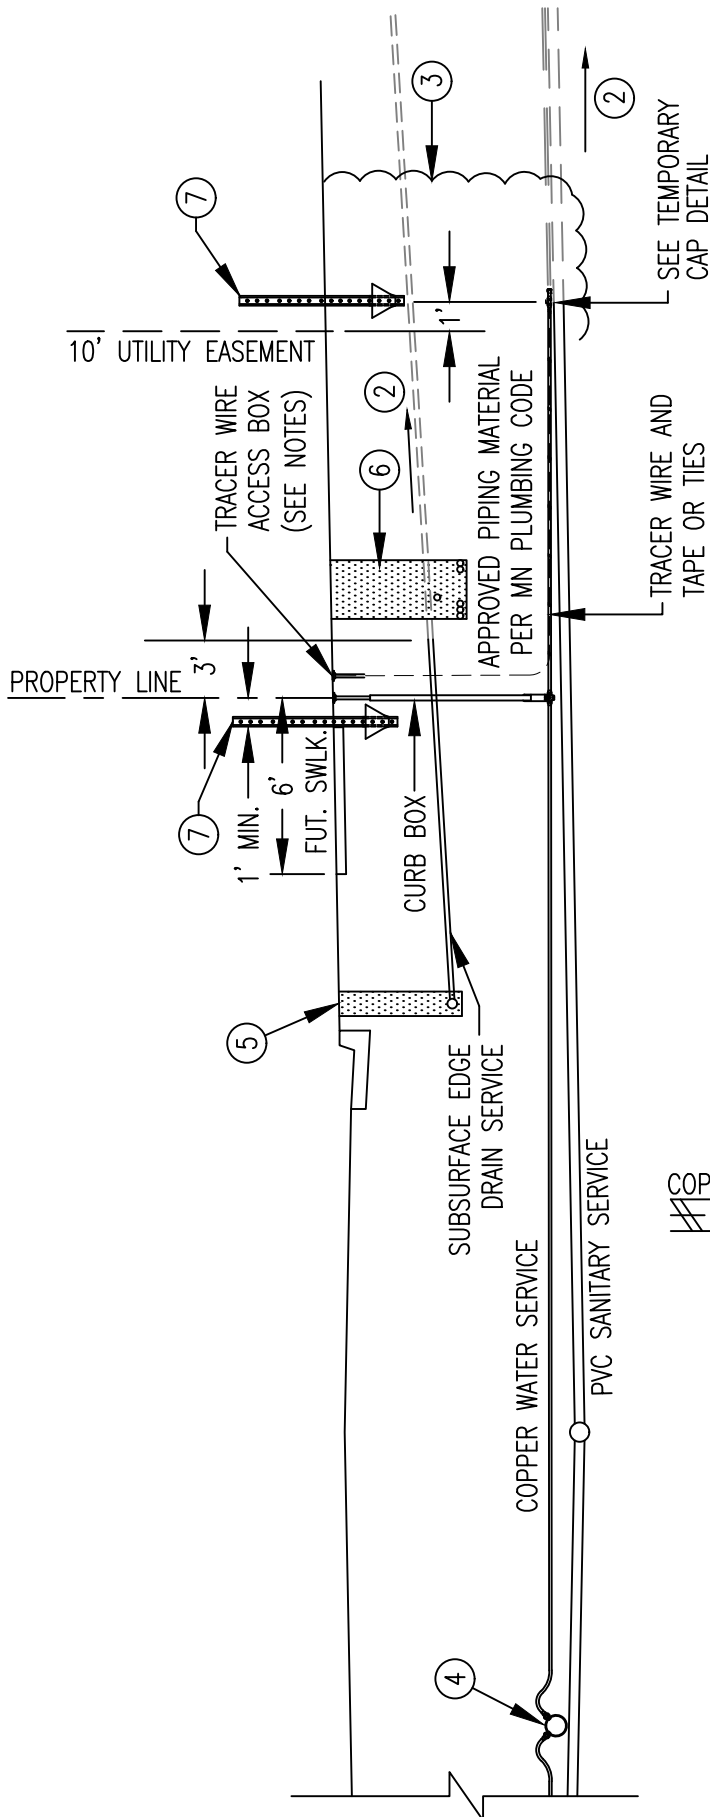 PROPERTY LINE
10' UTILITY EASEMENT
7
7
3
2
2
6
5
4
TRACER WIRE
ACCESS BOX
(SEE NOTES)
3'
1'
1' MIN.
6'
FUT. SWLK.
CURB BOX
APPROVED PIPING MATERIAL
PER MN PLUMBING CODE
SUBSURFACE EDGE
DRAIN SERVICE
COPPER WATER SERVICE
PVC SANITARY SERVICE
TRACER WIRE AND
TAPE OR TIES
SEE TEMPORARY
CAP DETAIL
COP